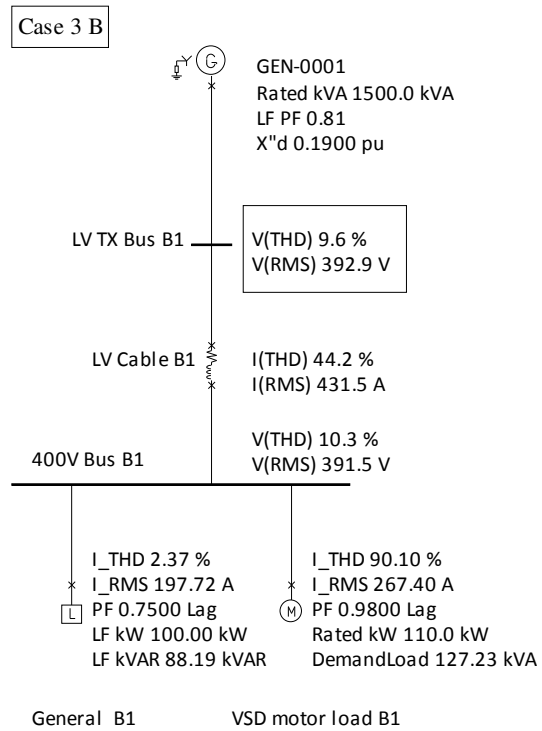 Case 3 B
G
GEN-0001
Rated kVA 1500.0 kVA
LF PF 0.81
X"d 0.1900 pu
LV TX Bus B1
V(THD) 9.6 %
V(RMS) 392.9 V
LV Cable B1
I(THD) 44.2 %
I(RMS) 431.5 A
400V Bus B1
V(THD) 10.3 %
V(RMS) 391.5 V
I_THD 2.37 %
I_RMS 197.72 A
L
PF 0.7500 Lag
LF kW 100.00 kW
LF kVAR 88.19 kVAR
I_THD 90.10 %
I_RMS 267.40 A
M
PF 0.9800 Lag
Rated kW 110.0 kW
DemandLoad 127.23 kVA
General B1
VSD motor load B1